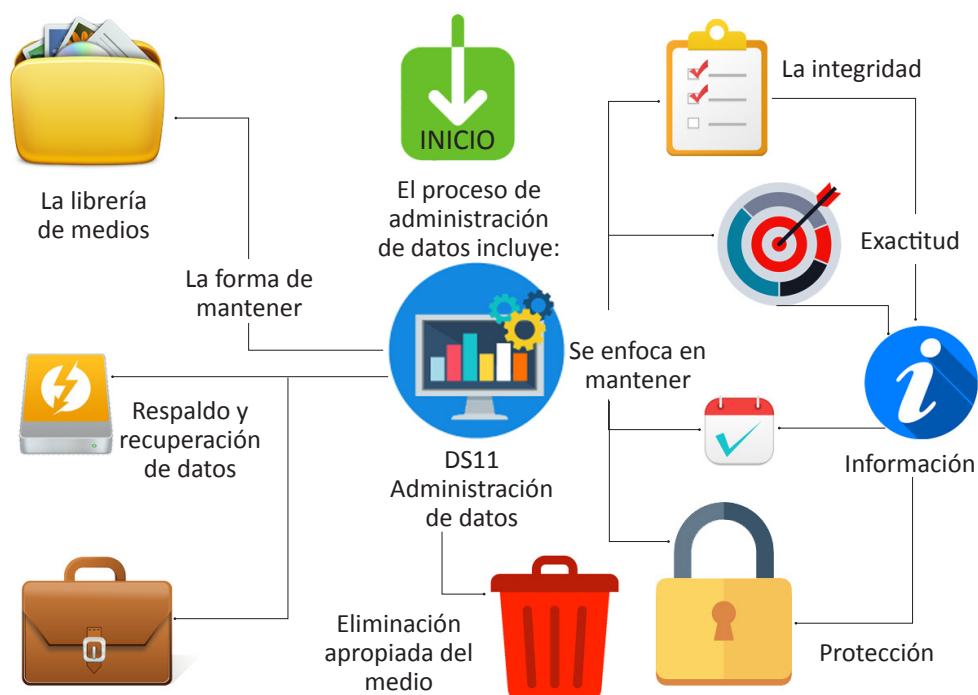 INICIO
El proceso de
administración
de datos incluye:
La librería
de medios
La forma de
mantener
Respaldo y
recuperación
de datos
DS11
Administración
de datos
Eliminación
apropiada del
medio
Se enfoca en
mantener
La integridad
Exactitud
Información
Protección